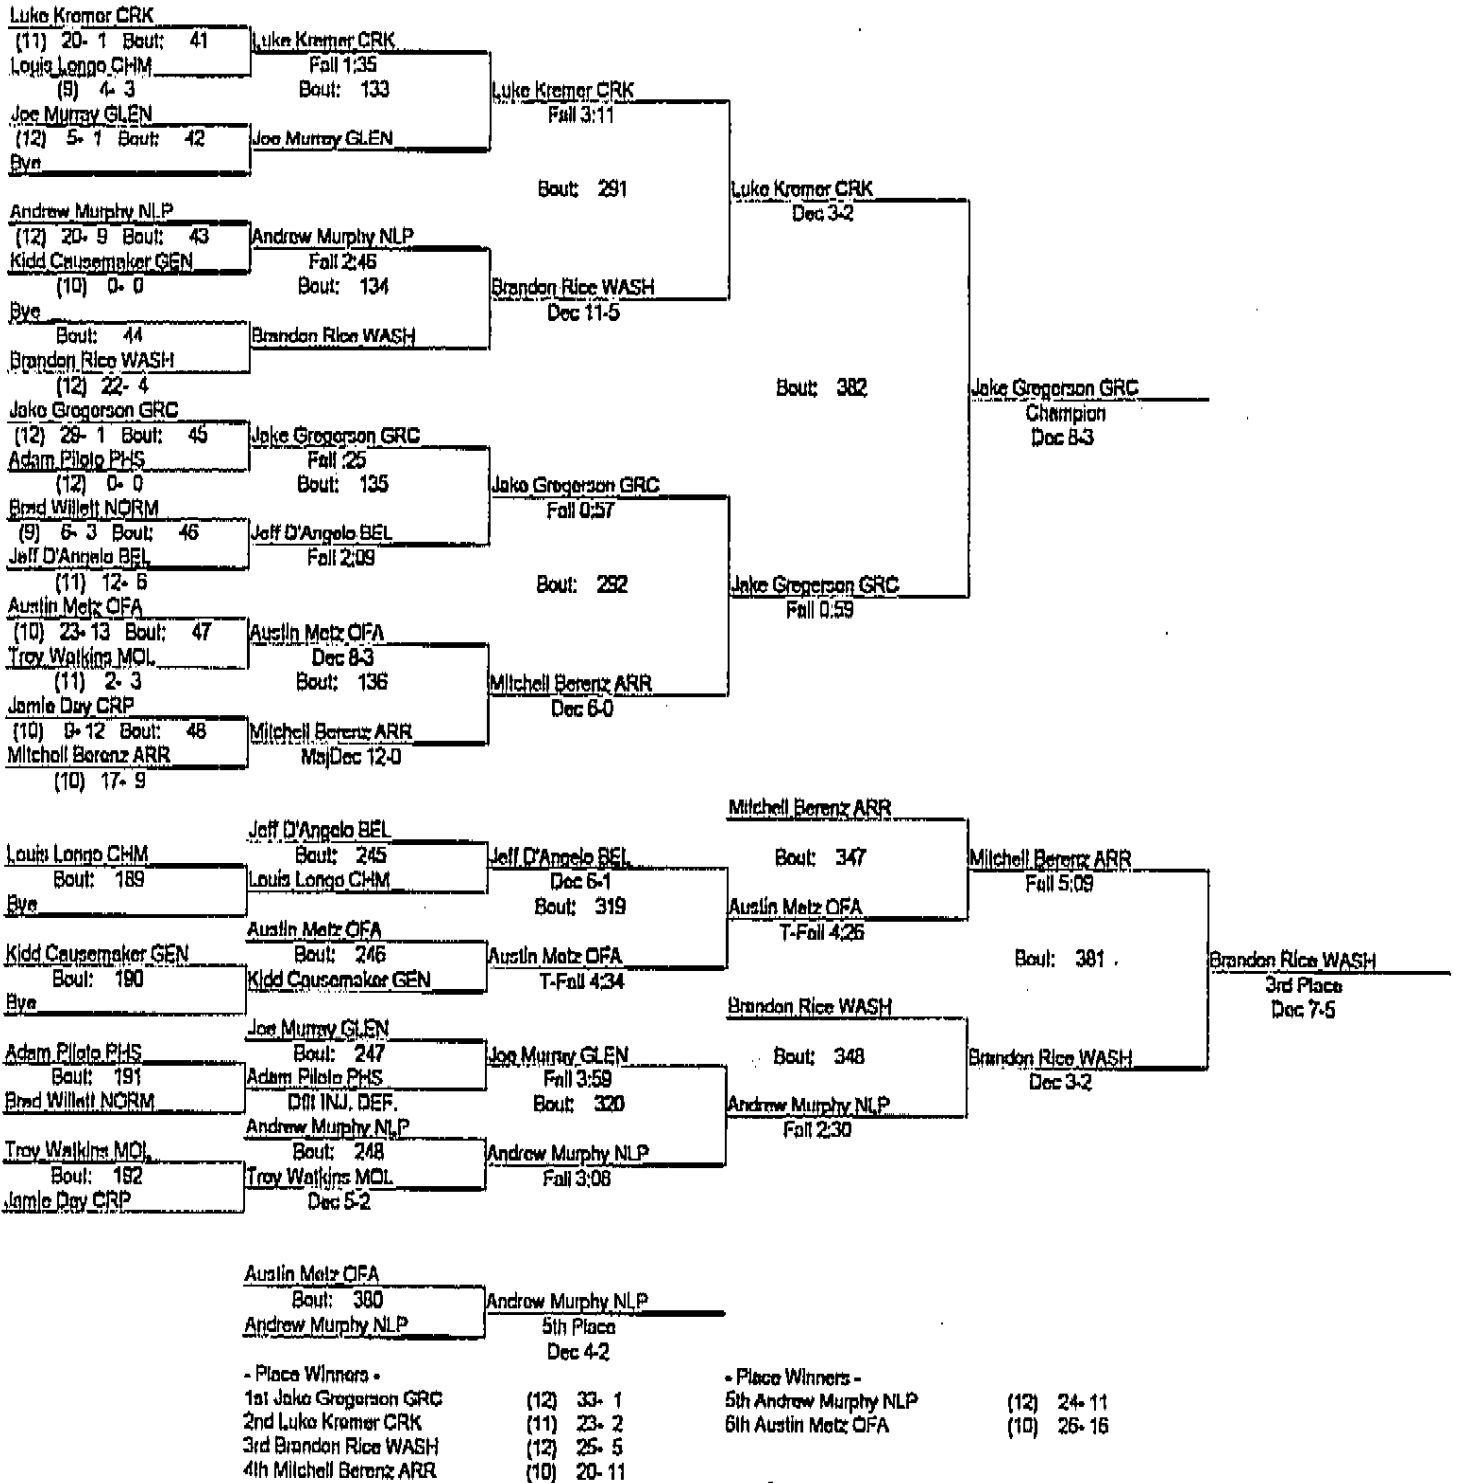 Luke Kremer CRK
(11) 20- 1 Bout: 41
Louis Longo CHM
(9) 4- 3
Joe Murray GLEN
(12) 5- 1 Bout: 42
Bye
Andrew Murphy NLP
(12) 20- 9 Bout: 43
Kidd Causemaker GEN
(10) 0- 0
Bye
Bout: 44
Brandon Rice WASH
(12) 22- 4
Jake Gregerson GRC
(12) 29- 1 Bout: 45
Adam Piloto PHS
(12) 0- 0
Brad Willett NORM
(9) 6- 3 Bout: 46
Jeff D'Angelo BEL
(11) 12- 6
Austin Metz OFA
(10) 23- 13 Bout: 47
Troy Watkins MOL
(11) 2- 3
Jamie Day CRP
(10) 9- 12 Bout: 48
Mitchell Berenz ARR
(10) 17- 9
Luke Kremer CRK
Fall 1:35
Bout: 133
Joe Murray GLEN
Andrew Murphy NLP
Fall 2:46
Bout: 134
Brandon Rice WASH
Jake Gregerson GRC
Fall :25
Bout: 135
Jeff D'Angelo BEL
Fall 2:09
Austin Metz OFA
Dec 8-3
Bout: 136
Mitchell Berenz ARR
MajDec 12-0
Luke Kremer CRK
Fall 3:11
Bout: 291
Brandon Rice WASH
Dec 11-5
Jake Gregerson GRC
Fall 0:57
Bout: 292
Mitchell Berenz ARR
Dec 6-0
Luke Kremer CRK
Dec 3-2
Bout: 382
Jake Gregerson GRC
Fall 0:59
Jake Gregerson GRC
Champion
Dec 8-3
Louis Longo CHM
Bout: 189
Bye
Kidd Causemaker GEN
Bout: 190
Bye
Adam Piloto PHS
Bout: 191
Brad Willett NORM
Troy Watkins MOL
Bout: 192
Jamie Day CRP
Jeff D'Angelo BEL
Bout: 245
Louis Longo CHM
Austin Metz OFA
Bout: 246
Kidd Causemaker GEN
Joe Murray GLEN
Bout: 247
Adam Piloto PHS
Dflt INJ. DEF.
Andrew Murphy NLP
Bout: 248
Troy Watkins MOL
Dec 5-2
Jeff D'Angelo BEL
Dec 6-1
Bout: 319
Austin Metz OFA
T-Fall 4:34
Joe Murray GLEN
Fall 3:59
Bout: 320
Andrew Murphy NLP
Fall 3:08
Mitchell Berenz ARR
Bout: 347
Austin Metz OFA
T-Fall 4:26
Brandon Rice WASH
Bout: 348
Andrew Murphy NLP
Fall 2:30
Mitchell Berenz ARR
Fall 5:09
Bout: 381
Brandon Rice WASH
Dec 3-2
Brandon Rice WASH
3rd Place
Dec 7-5
Austin Metz OFA
Bout: 380
Andrew Murphy NLP
Andrew Murphy NLP
5th Place
Dec 4-2
- Place Winners -
1st Jake Gregerson GRC (12) 33- 1
2nd Luke Kremer CRK (11) 23- 2
3rd Brandon Rice WASH (12) 25- 5
4th Mitchell Berenz ARR (10) 20- 11
- Place Winners -
5th Andrew Murphy NLP (12) 24- 11
6th Austin Metz OFA (10) 26- 16